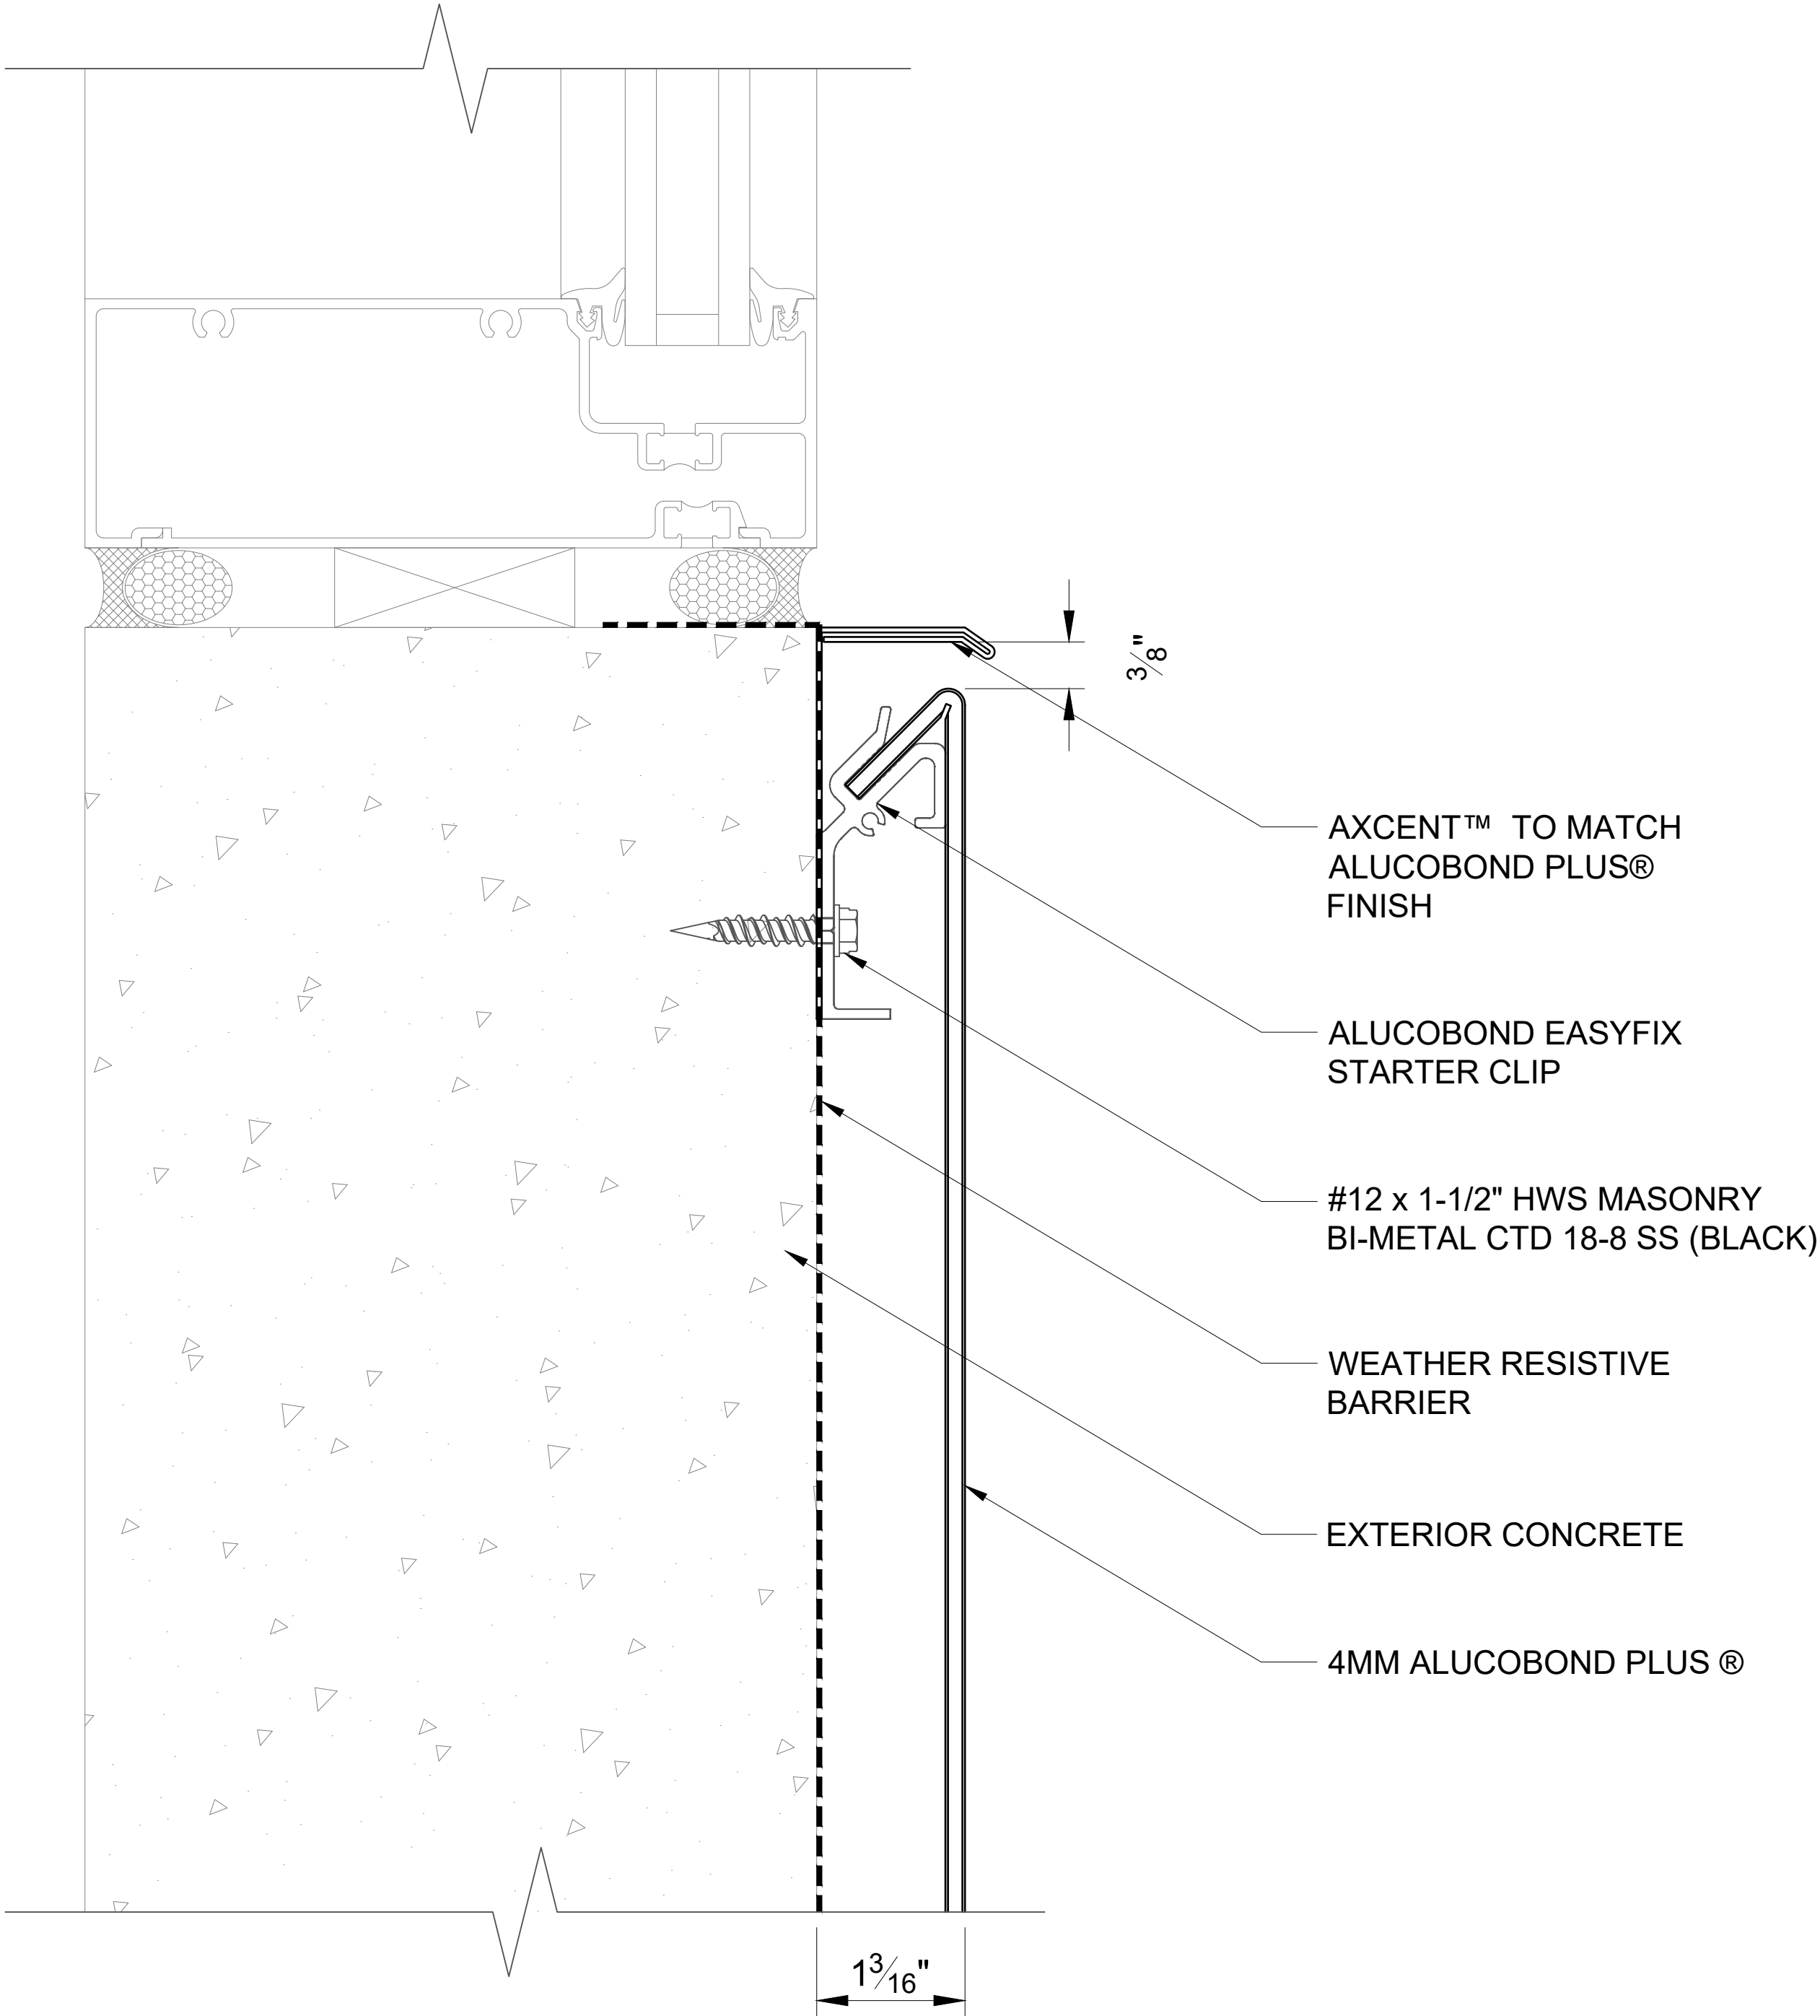 3/8"
AXCENT™ TO MATCH
ALUCOBOND PLUS®
FINISH
ALUCOBOND EASYFIX
STARTER CLIP
#12 x 1-1/2" HWS MASONRY
BI-METAL CTD 18-8 SS (BLACK)
WEATHER RESISTIVE
BARRIER
EXTERIOR CONCRETE
4MM ALUCOBOND PLUS ®
1 3/16"